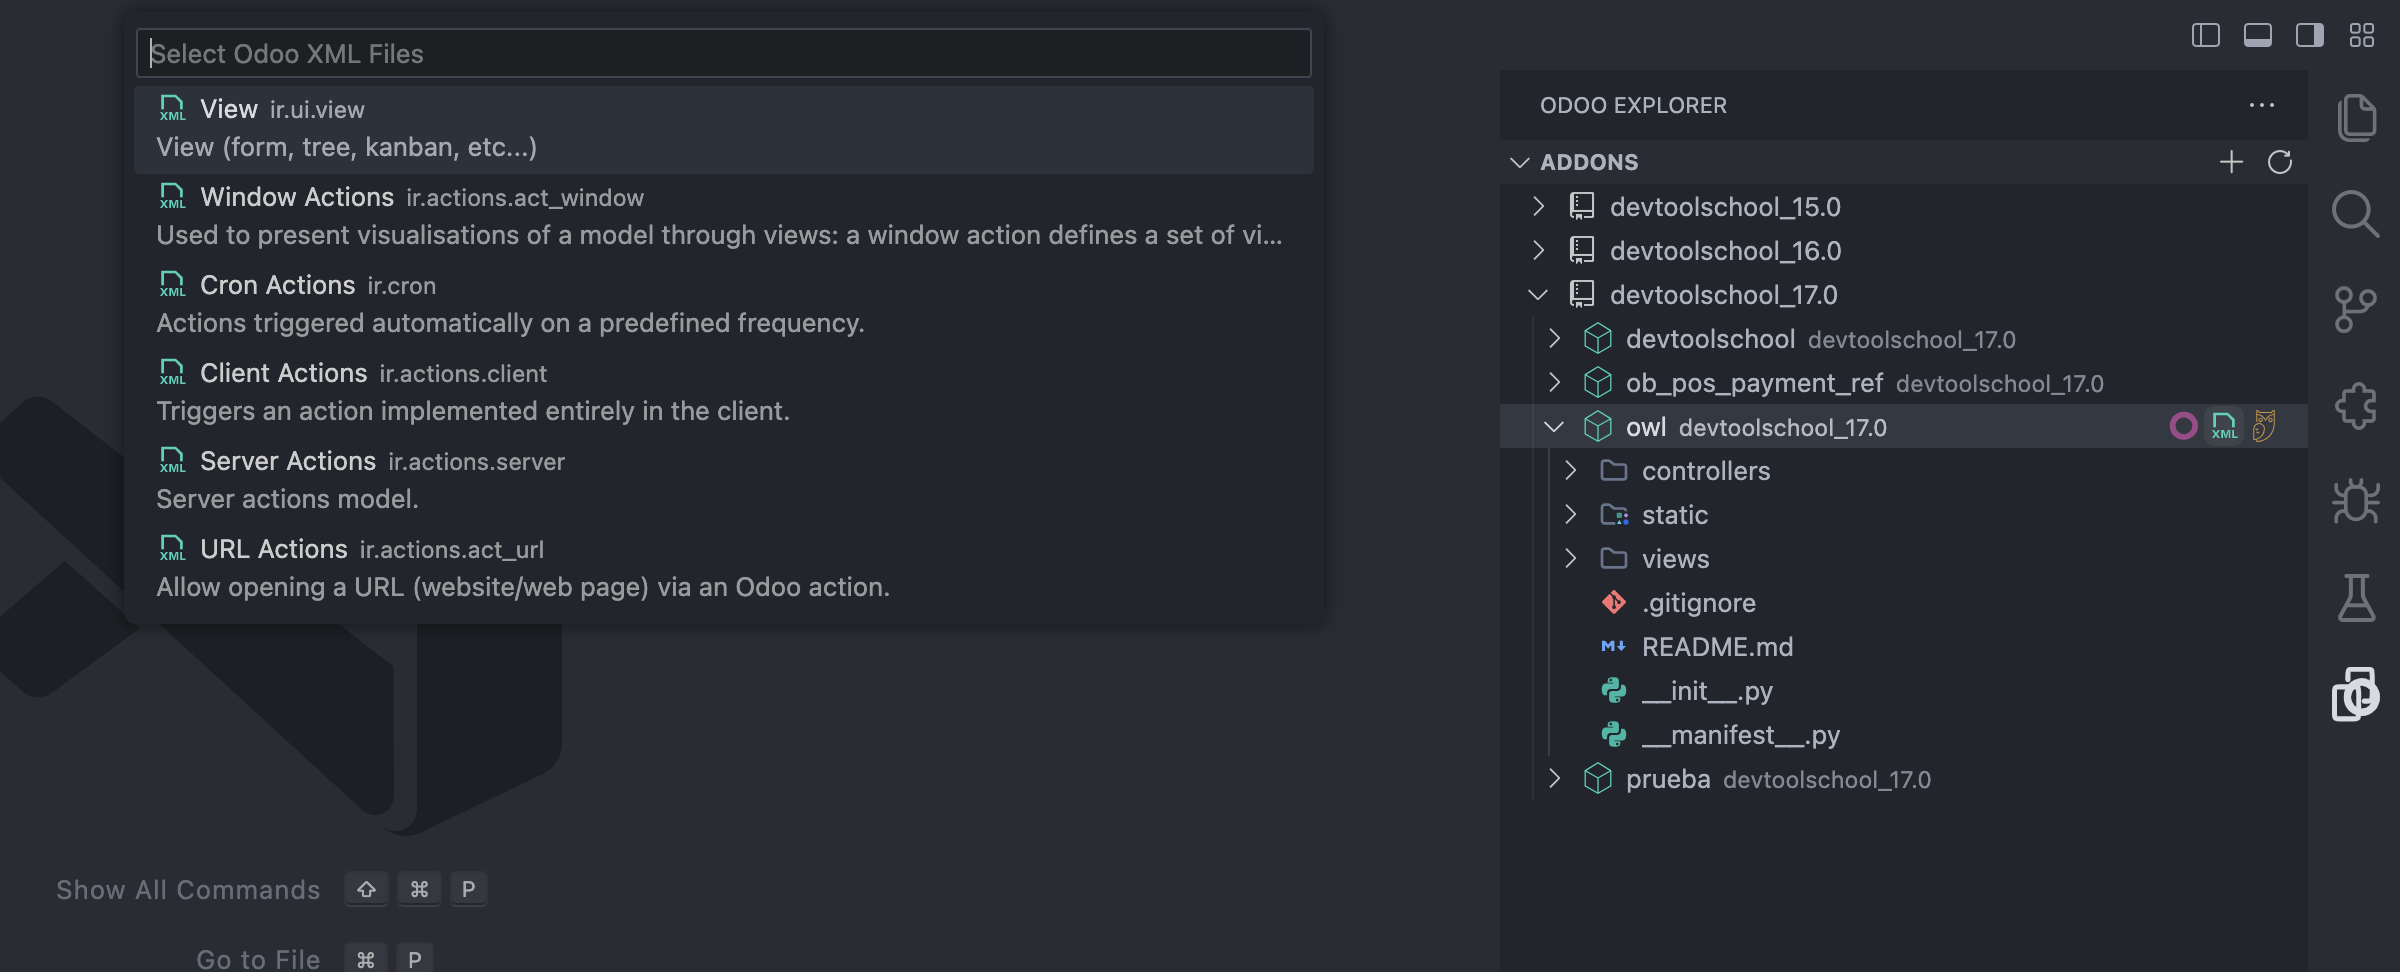 Select Odoo XML Files
XML View ir.ui.view
View (form, tree, kanban, etc...)
XML Window Actions ir.actions.act_window
Used to present visualisations of a model through views: a window action defines a set of vi...
XML Cron Actions ir.cron
Actions triggered automatically on a predefined frequency.
XML Client Actions ir.actions.client
Triggers an action implemented entirely in the client.
XML Server Actions ir.actions.server
Server actions model.
XML URL Actions ir.actions.act_url
Allow opening a URL (website/web page) via an Odoo action.
Show All Commands ⇧ ⌘ P
Go to File ⌘ P
ODOO EXPLORER
ADDONS
devtoolschool_15.0
devtoolschool_16.0
devtoolschool_17.0
devtoolschool devtoolschool_17.0
ob_pos_payment_ref devtoolschool_17.0
owl devtoolschool_17.0 XML
controllers
static
views
.gitignore
README.md
__init__.py
__manifest__.py
prueba devtoolschool_17.0